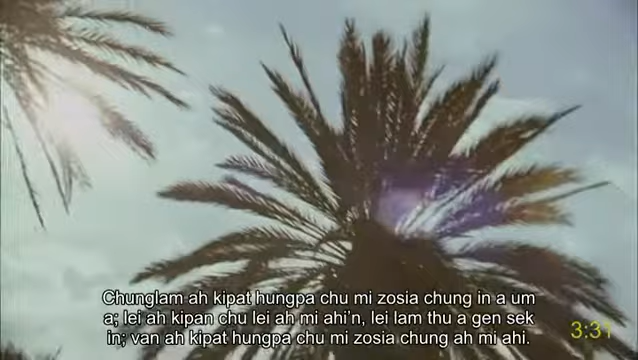 Chunglam ah kipat hungpa chu mi zosia chung in a um
a; lei ah kipan chu lei ah mi ahi'n, lei lam thu a gen sek
in; van ah kipat hungpa chu mi zosia chung ah mi ahi.
3:31